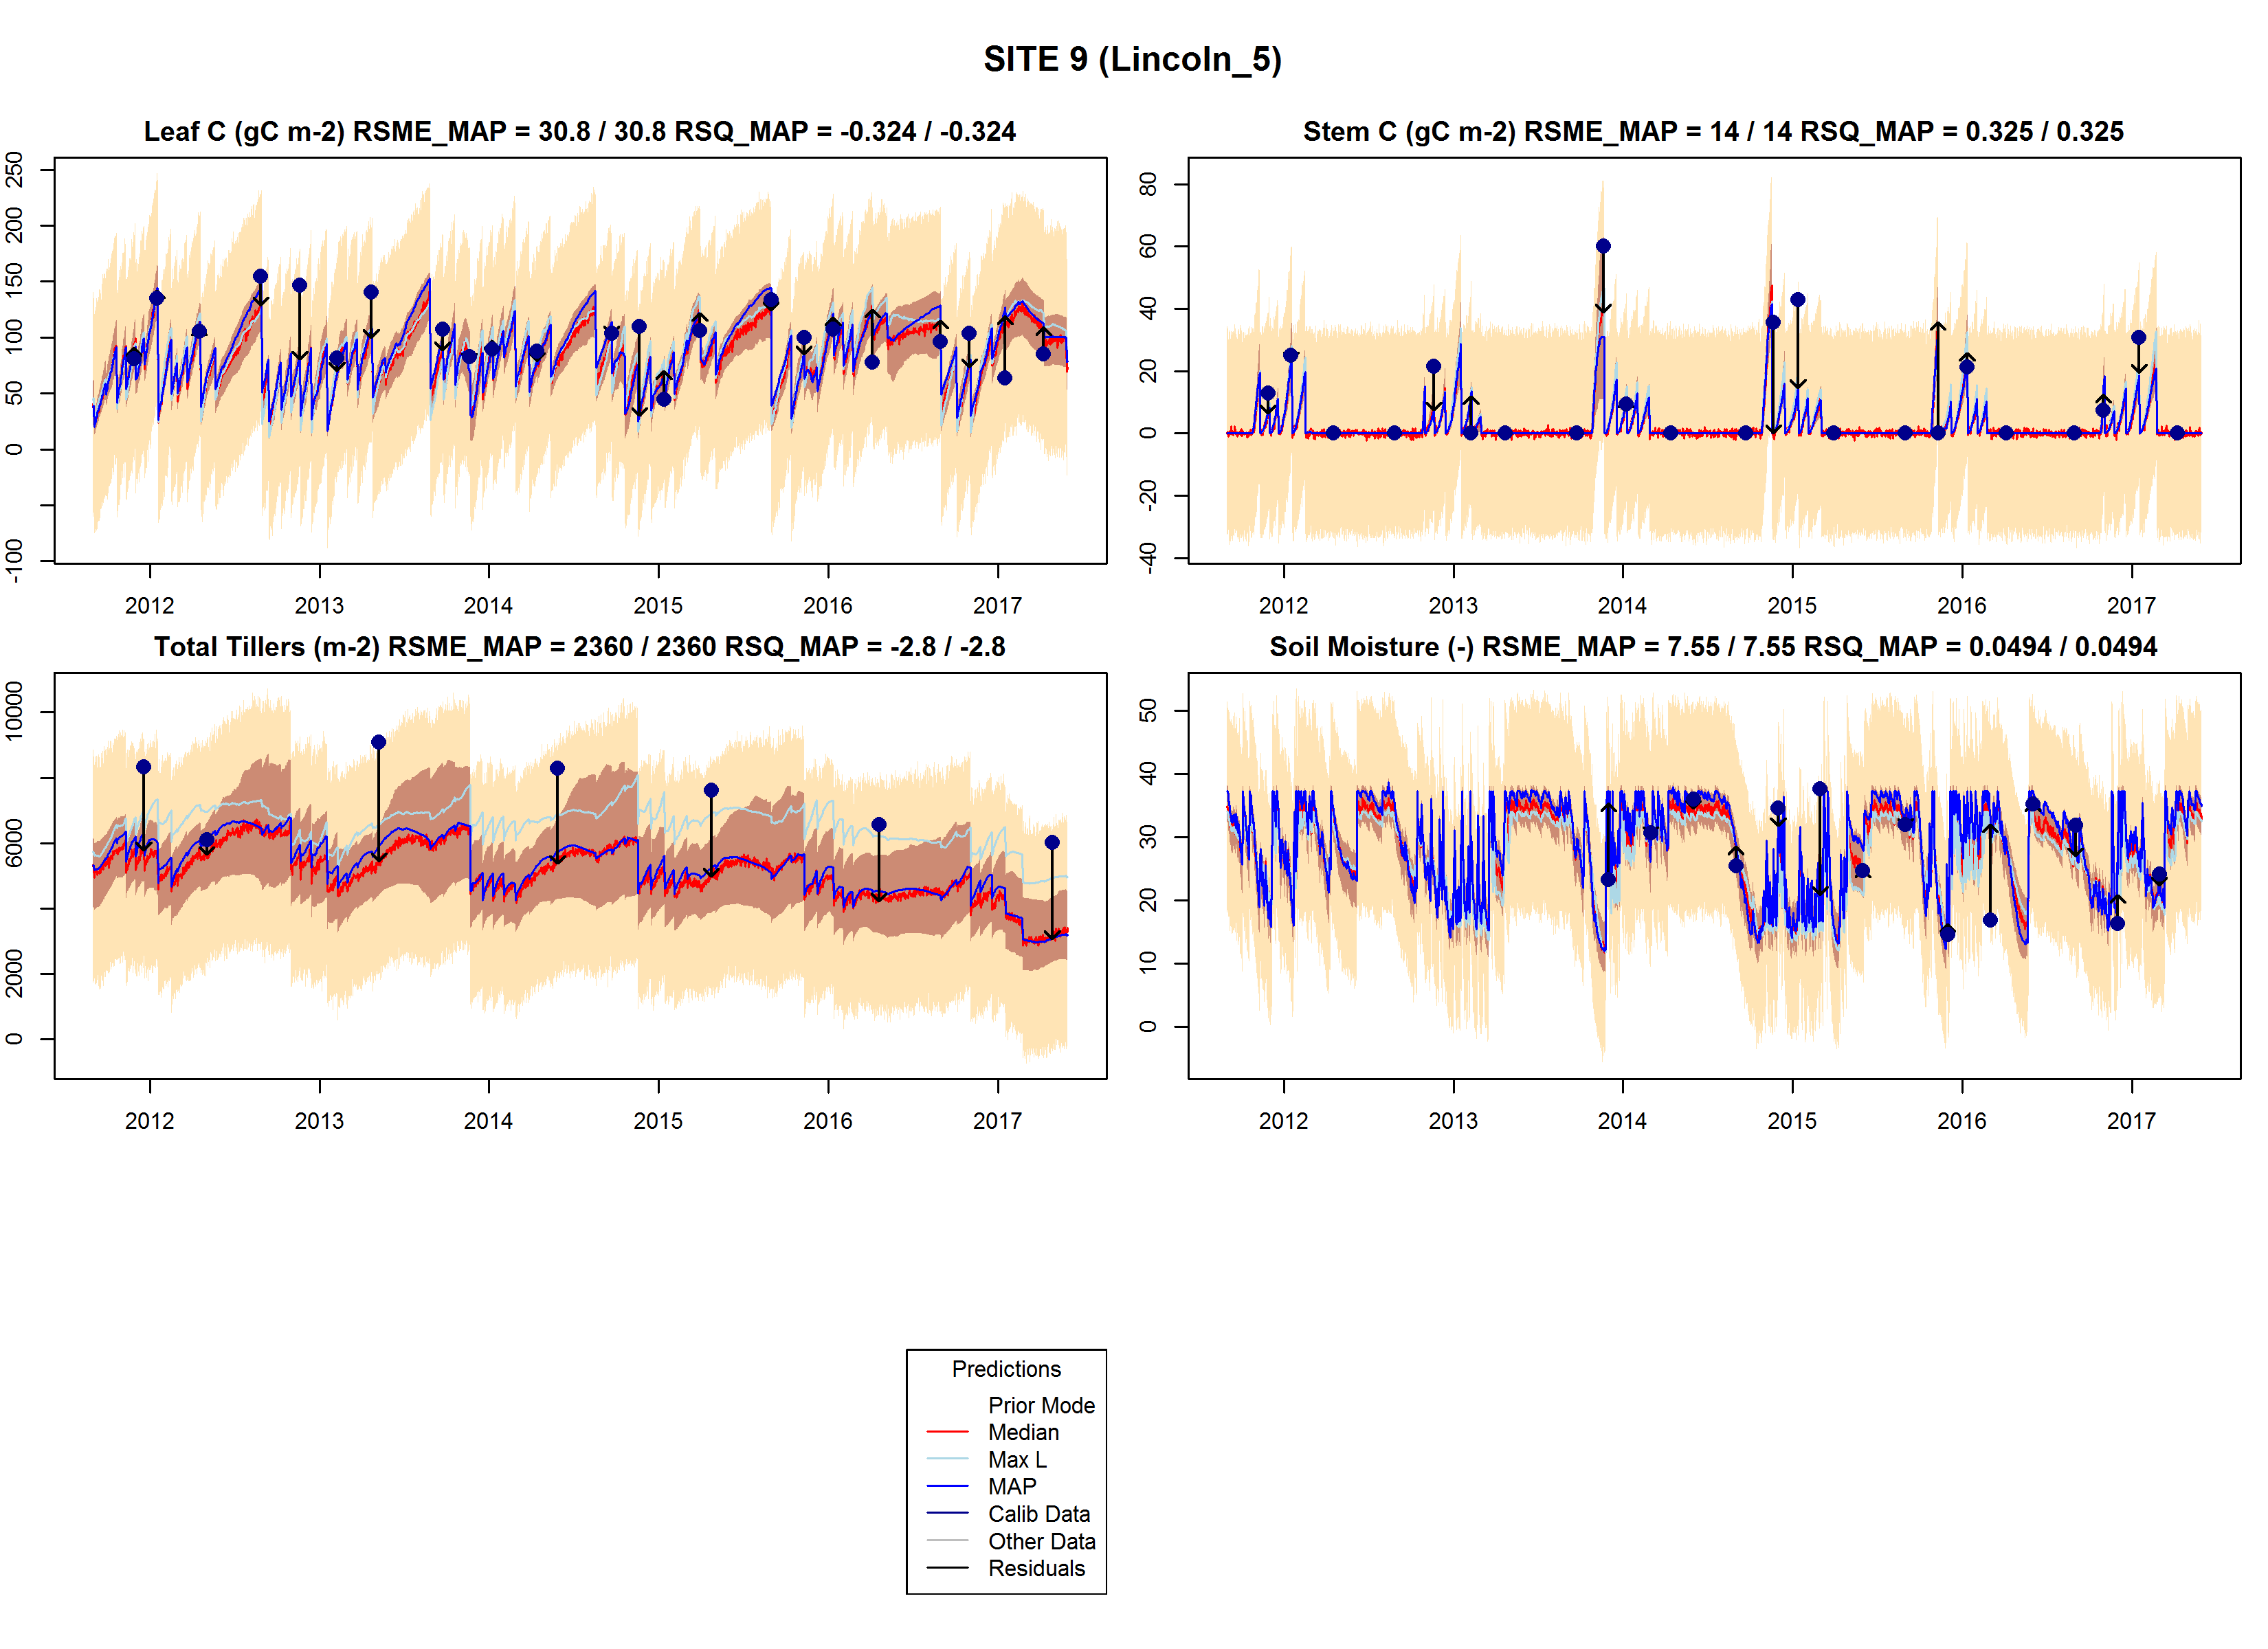 SITE 9 (Lincoln_5)
Leaf C (gC m-2) RSME_MAP = 30.8 / 30.8 RSQ_MAP = -0.324 / -0.324
250
200
150
100
50
0
-100
2012 2013 2014 2015 2016 2017
Stem C (gC m-2) RSME_MAP = 14 / 14 RSQ_MAP = 0.325 / 0.325
80
60
40
20
0
-20
-40
2012 2013 2014 2015 2016 2017
Total Tillers (m-2) RSME_MAP = 2360 / 2360 RSQ_MAP = -2.8 / -2.8
10000
6000
2000
0
2012 2013 2014 2015 2016 2017
Soil Moisture (-) RSME_MAP = 7.55 / 7.55 RSQ_MAP = 0.0494 / 0.0494
50
40
30
20
10
0
2012 2013 2014 2015 2016 2017
Predictions
Prior Mode
Median
Max L
MAP
Calib Data
Other Data
Residuals